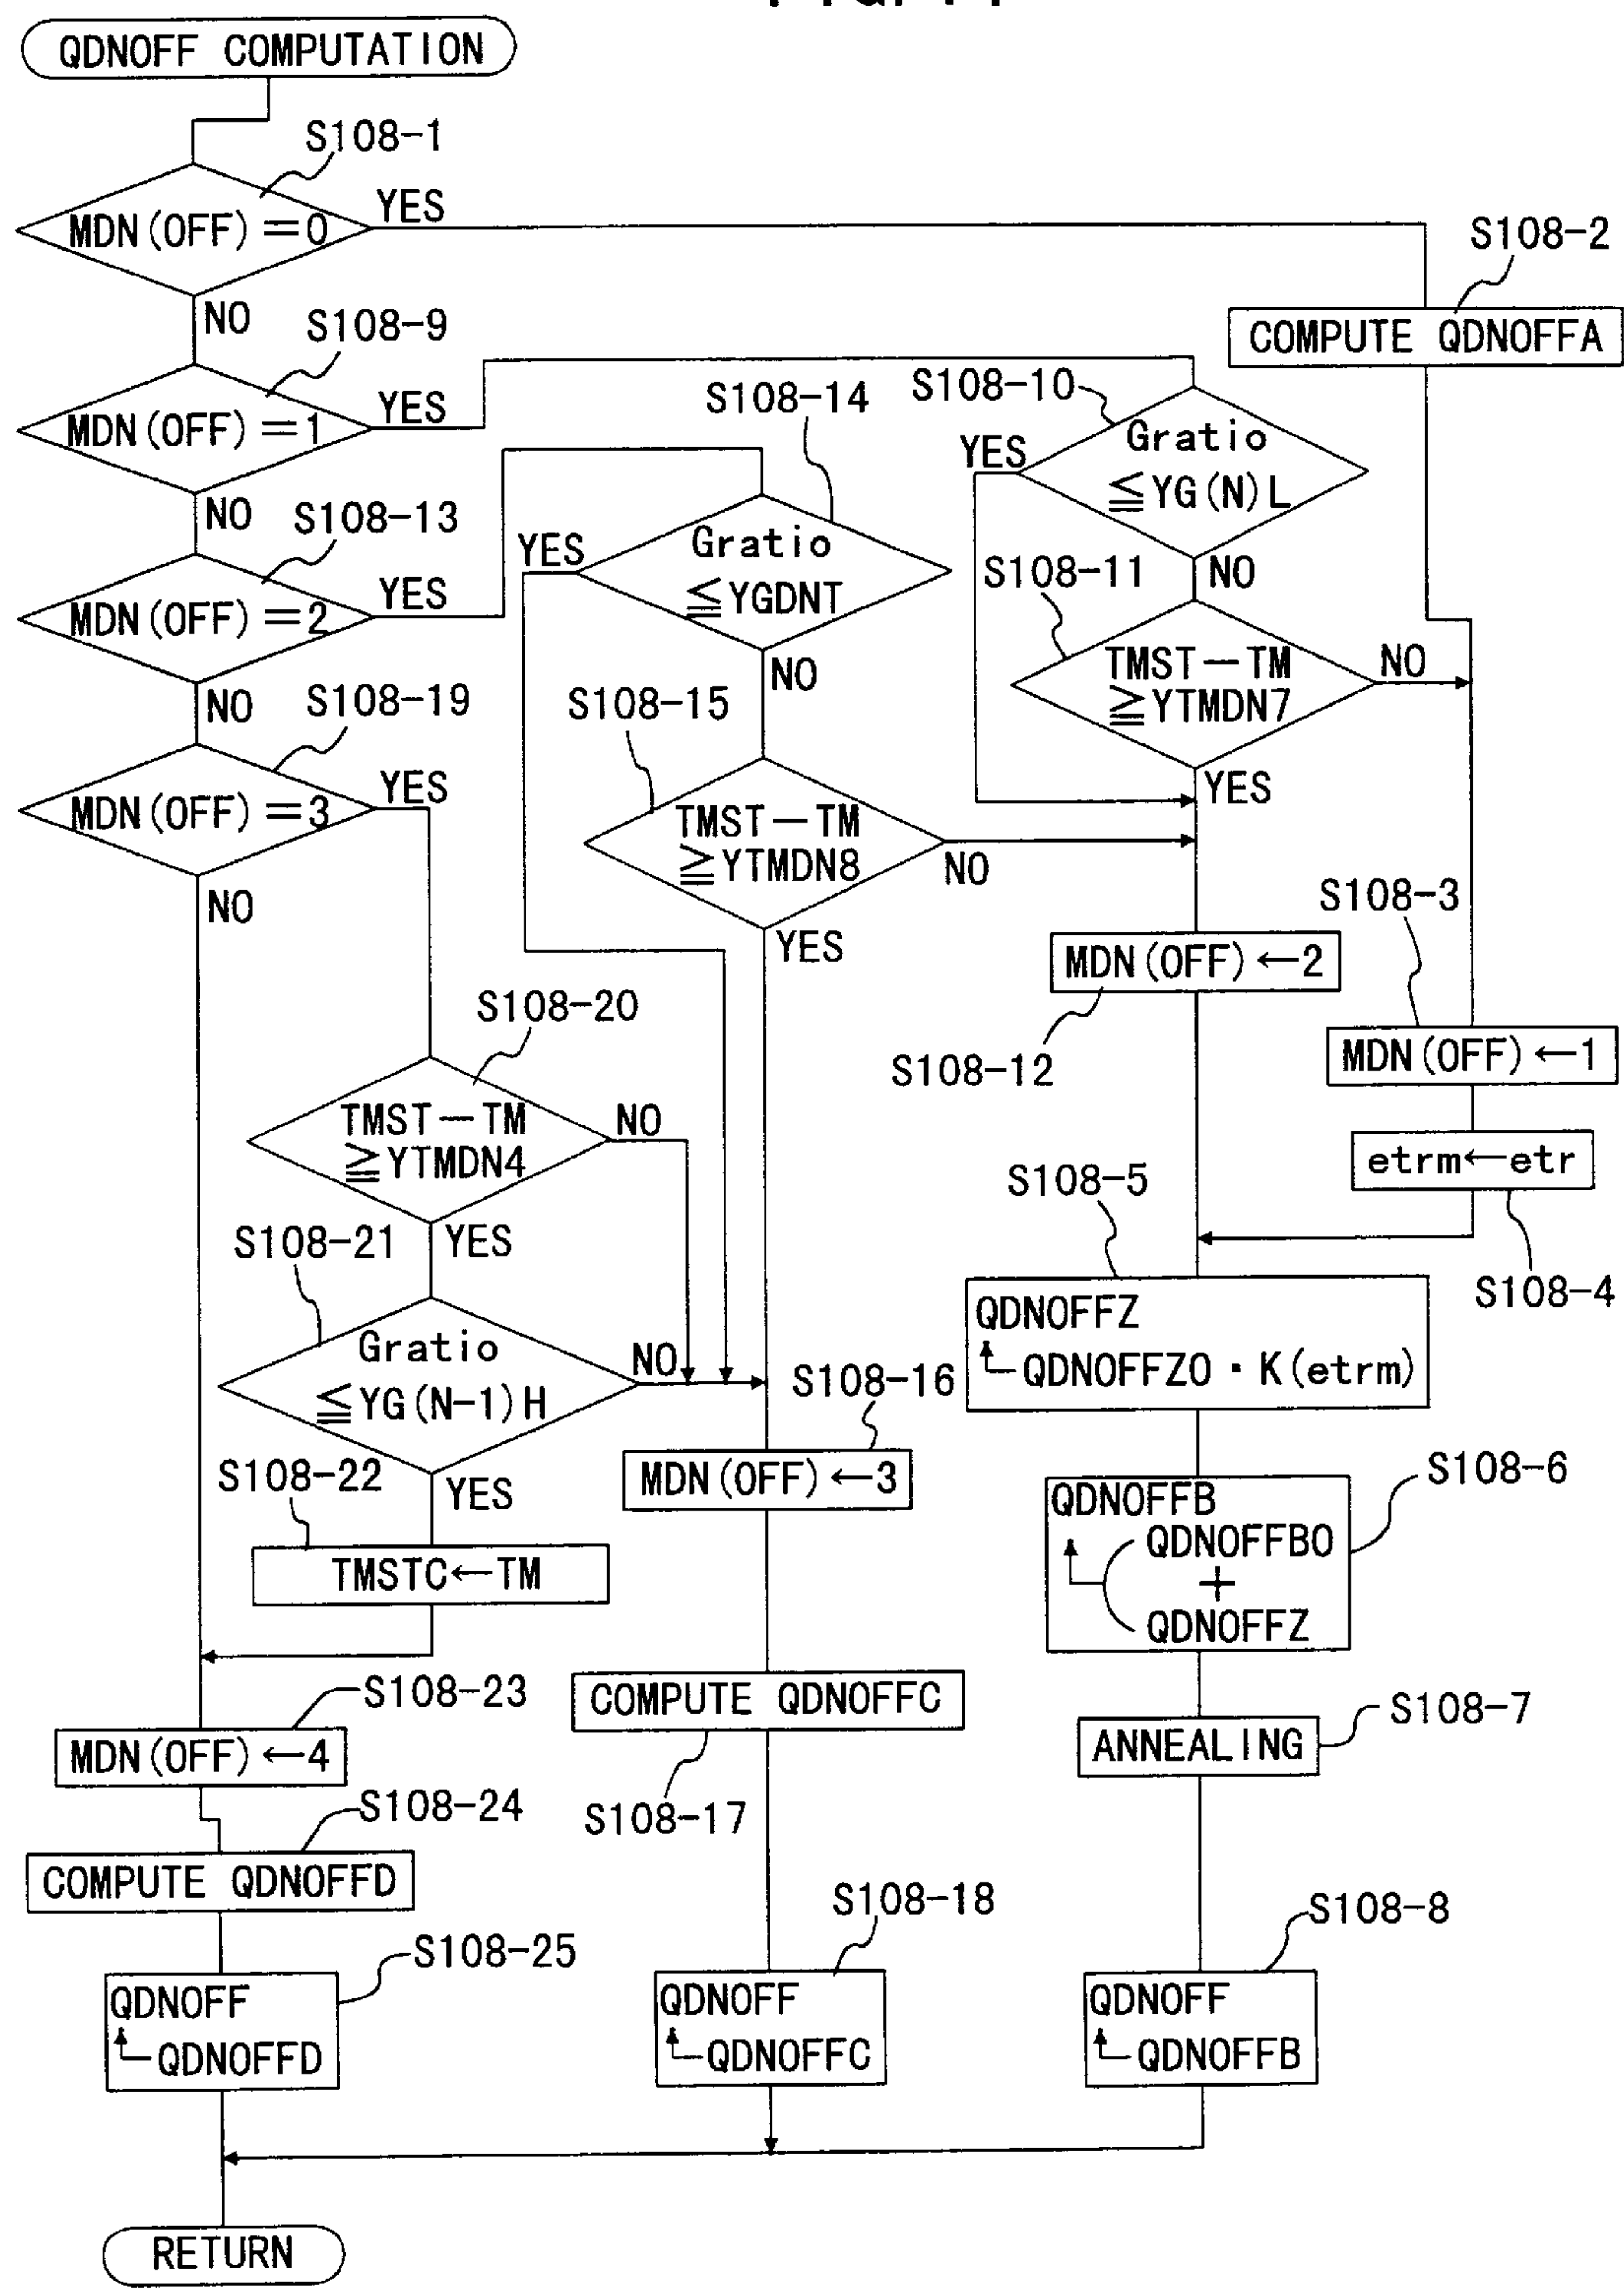 QDNOFF COMPUTATION
S108-1
MDN(OFF)=0
YES
NO
S108-2
COMPUTE QDNOFFA
S108-9
MDN(OFF)=1
YES
NO
S108-10
Gratio
≦YG(N)L
YES
NO
S108-11
TMST-TM
≧YTMDN7
NO
YES
S108-13
MDN(OFF)=2
YES
NO
S108-14
Gratio
≦YGDNT
YES
NO
S108-15
TMST-TM
≧YTMDN8
NO
YES
S108-19
MDN(OFF)=3
YES
NO
S108-12
MDN(OFF)←2
S108-3
MDN(OFF)←1
etrm←etr
S108-4
S108-20
TMST-TM
≧YTMDN4
NO
YES
S108-21
Gratio
≦YG(N-1)H
NO
YES
S108-22
TMSTC←TM
S108-5
QDNOFFZ
QDNOFFZ0・K(etrm)
S108-16
MDN(OFF)←3
S108-6
QDNOFFB
QDNOFFB0
+
QDNOFFZ
S108-23
MDN(OFF)←4
COMPUTE QDNOFFC
S108-17
S108-7
ANNEALING
S108-24
COMPUTE QDNOFFD
S108-25
QDNOFF
QDNOFFD
S108-18
QDNOFF
QDNOFFC
S108-8
QDNOFF
QDNOFFB
RETURN